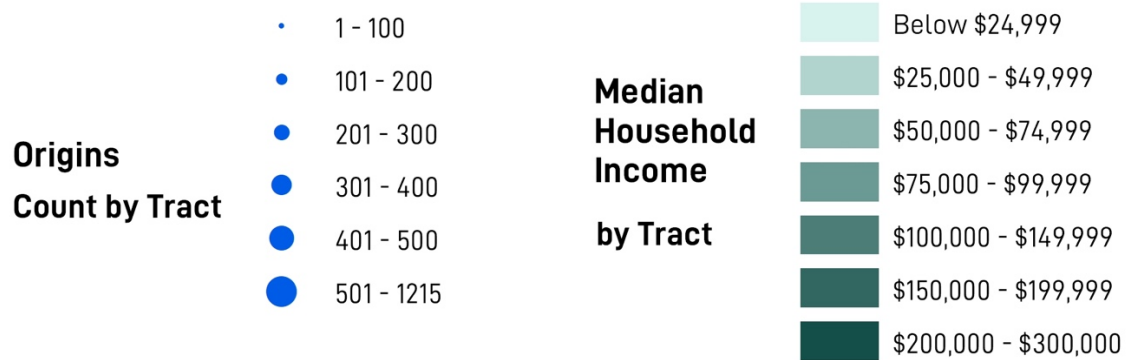 Origins
Count by Tract
1 - 100
101 - 200
201 - 300
301 - 400
401 - 500
501 - 1215
Median
Household
Income
by Tract
Below $24,999
$25,000 - $49,999
$50,000 - $74,999
$75,000 - $99,999
$100,000 - $149,999
$150,000 - $199,999
$200,000 - $300,000